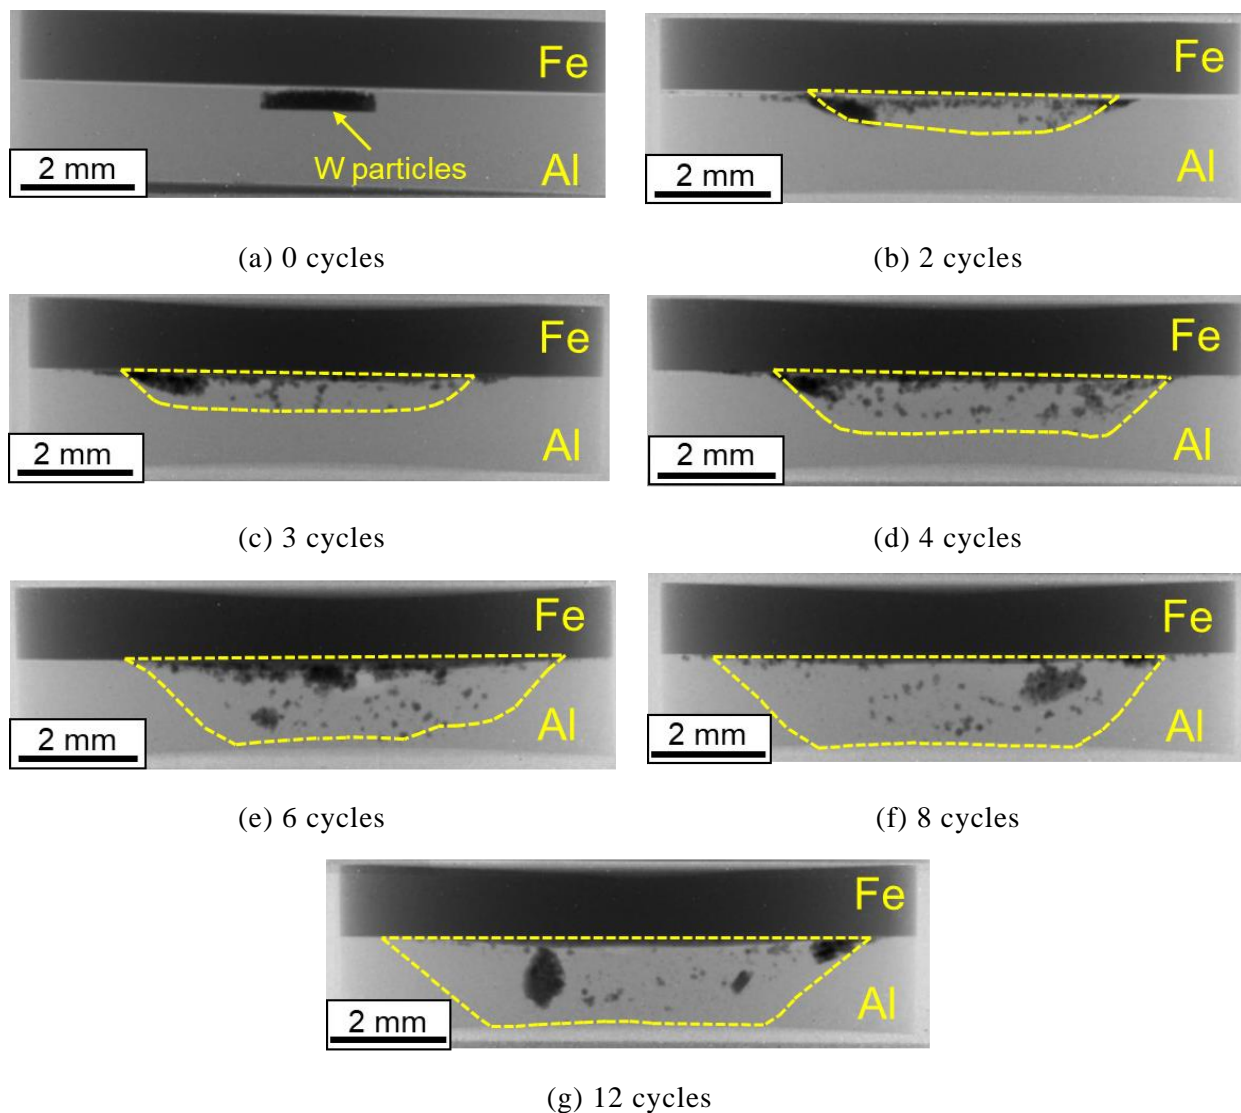 Fe
W particles
Al
2 mm
(a) 0 cycles
Fe
Al
2 mm
(b) 2 cycles
Fe
Al
2 mm
(c) 3 cycles
Fe
Al
2 mm
(d) 4 cycles
Fe
Al
2 mm
(e) 6 cycles
Fe
Al
2 mm
(f) 8 cycles
Fe
Al
2 mm
(g) 12 cycles